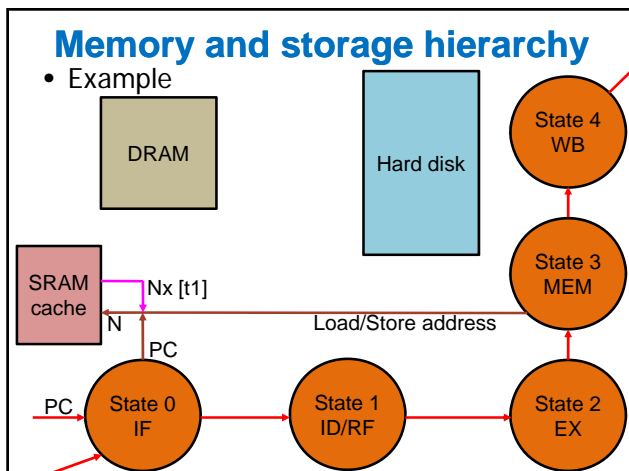 Memory and storage hierarchy
• Example
DRAM
Hard disk
State 4
WB
SRAM
cache
Nx [t1]
N
Load/Store address
State 3
MEM
PC
PC
State 0
IF
State 1
ID/RF
State 2
EX